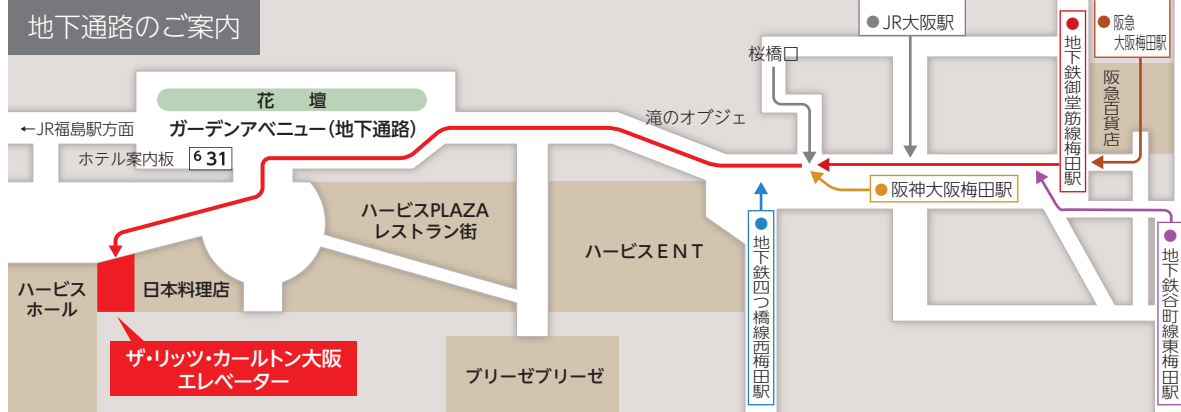 地下通路のご案内
JR大阪駅
阪急
大阪梅田駅
桜橋口
地下鉄御堂筋線梅田駅
阪急百貨店
花　壇
滝のオブジェ
←JR福島駅方面
ガーデンアベニュー(地下通路)
ホテル案内板
6 31
阪神大阪梅田駅
ハービスPLAZA
レストラン街
ハービスENT
地下鉄四つ橋線西梅田駅
地下鉄谷町線東梅田駅
ハービス
ホール
日本料理店
ザ・リッツ・カールトン大阪
エレベーター
ブリーゼブリーゼ